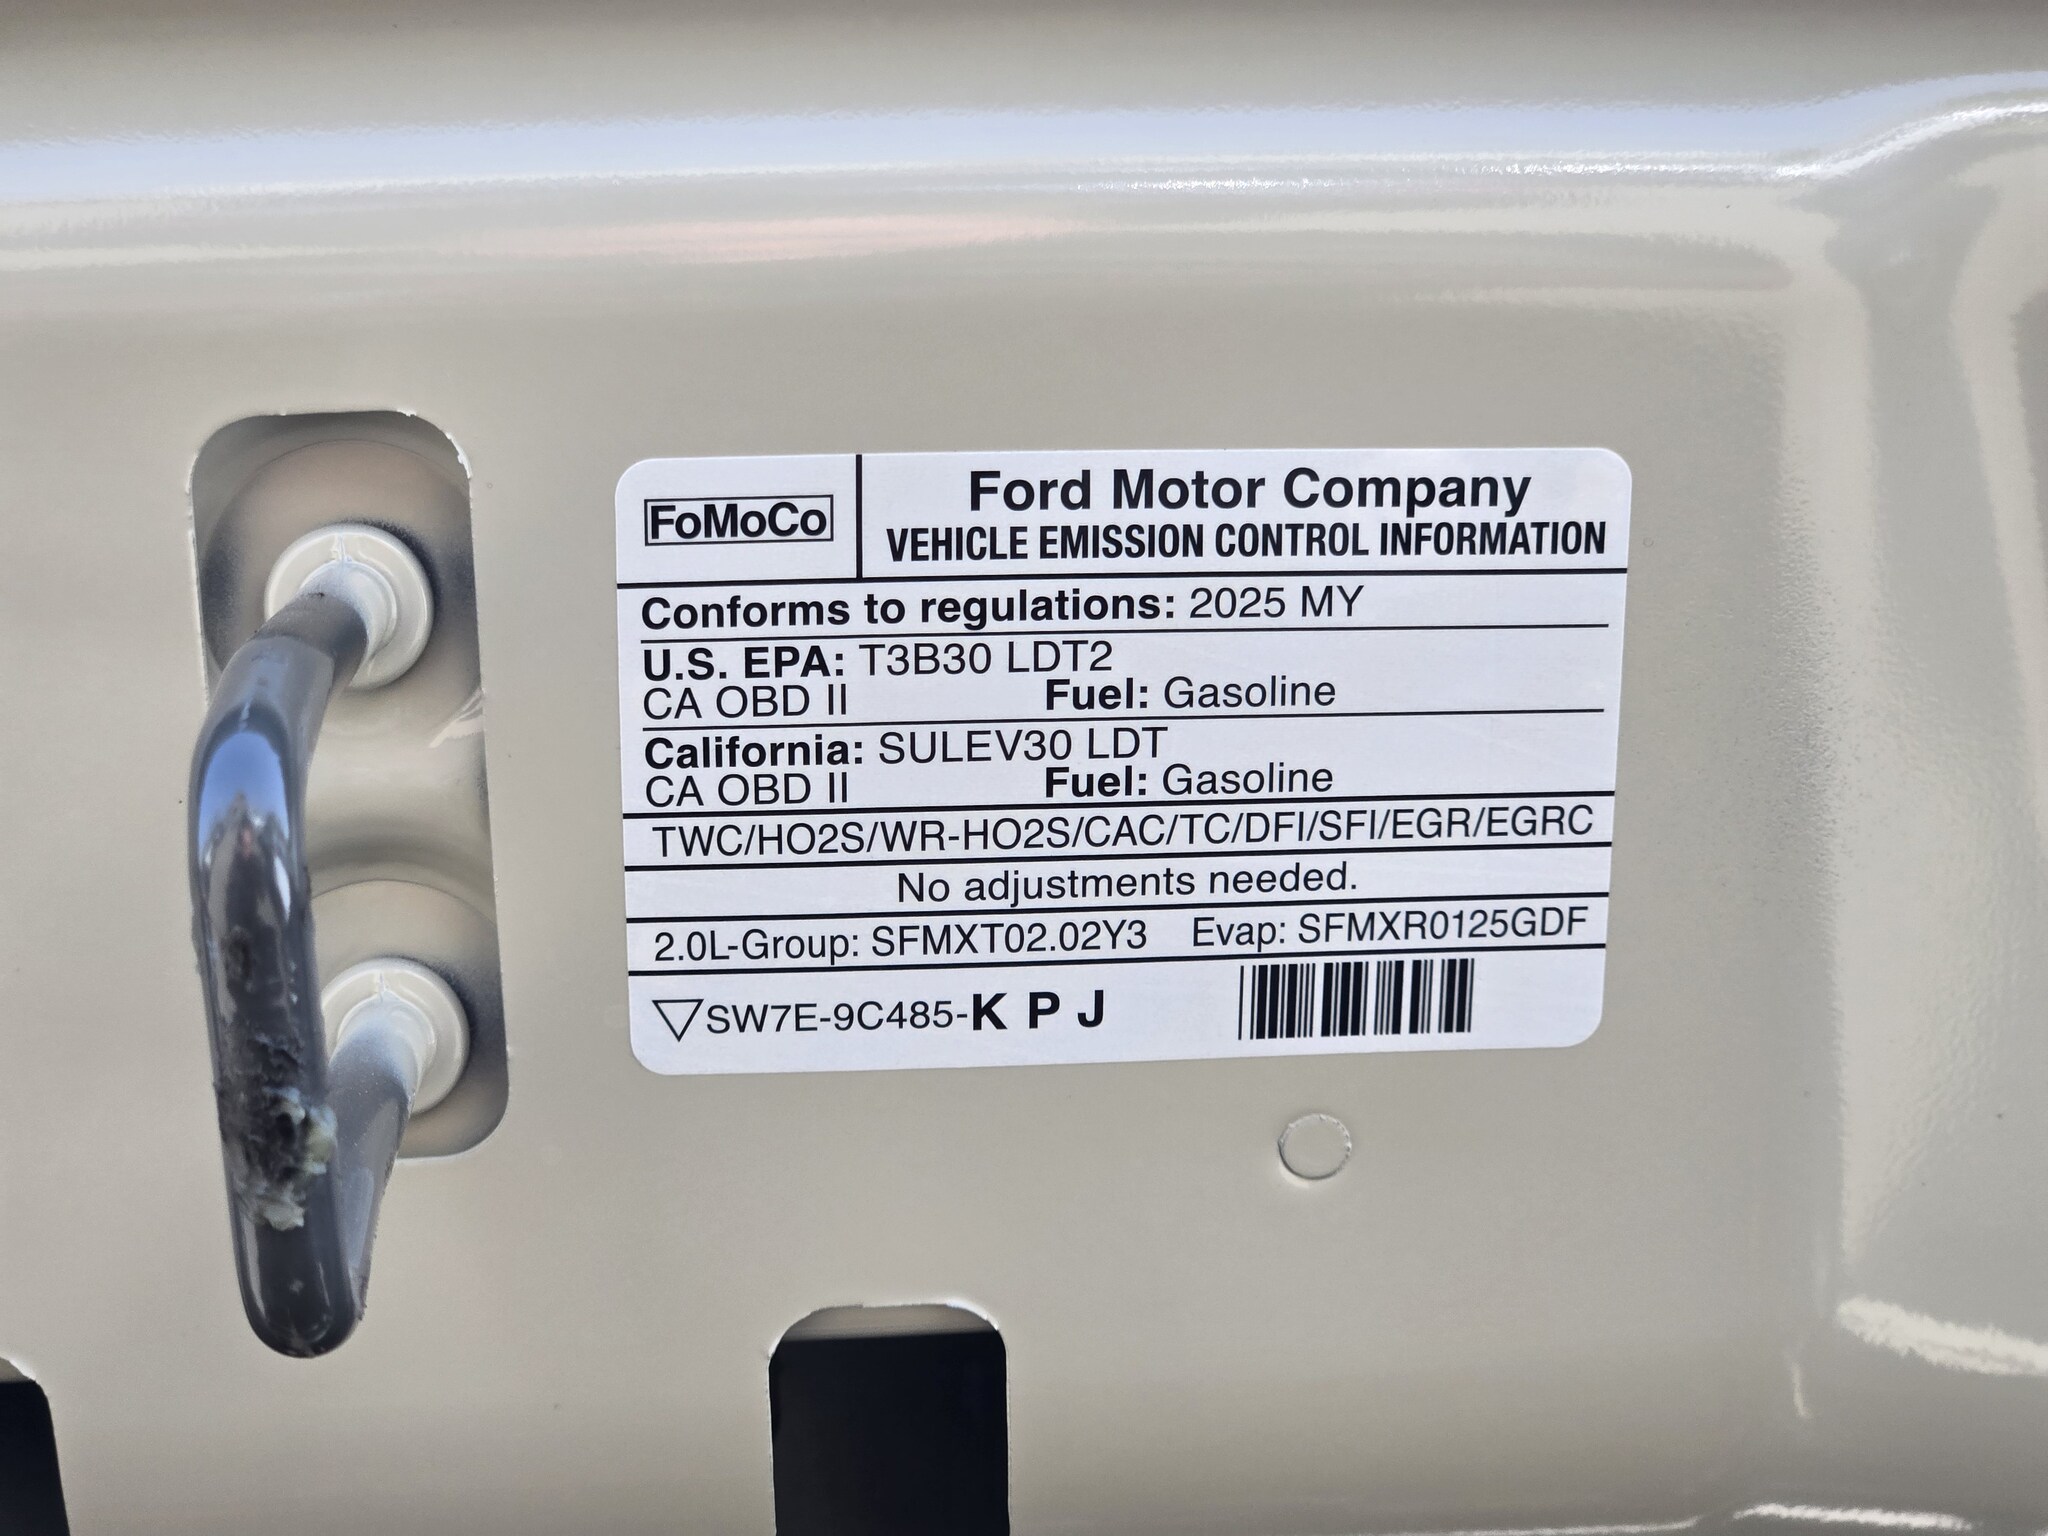 FoMoCo
Ford Motor Company
VEHICLE EMISSION CONTROL INFORMATION
Conforms to regulations: 2025 MY
U.S. EPA: T3B30 LDT2
CA OBD II Fuel: Gasoline
California: SULEV30 LDT
CA OBD II Fuel: Gasoline
TWC/HO2S/WR-HO2S/CAC/TC/DFI/SFI/EGR/EGRC
No adjustments needed.
2.0L-Group: SFMXT02.02Y3 Evap: SFMXR0125GDF
SW7E-9C485-K P J